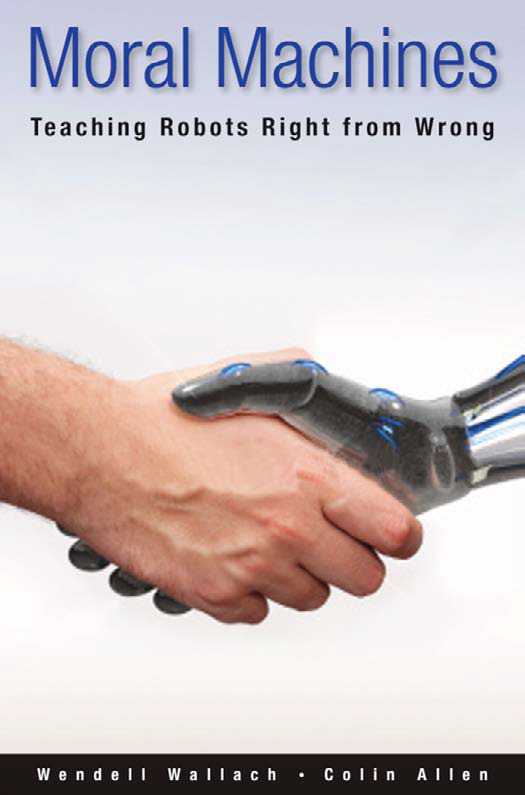 Moral Machines
Teaching Robots Right from Wrong
Wendell Wallach • Colin Allen